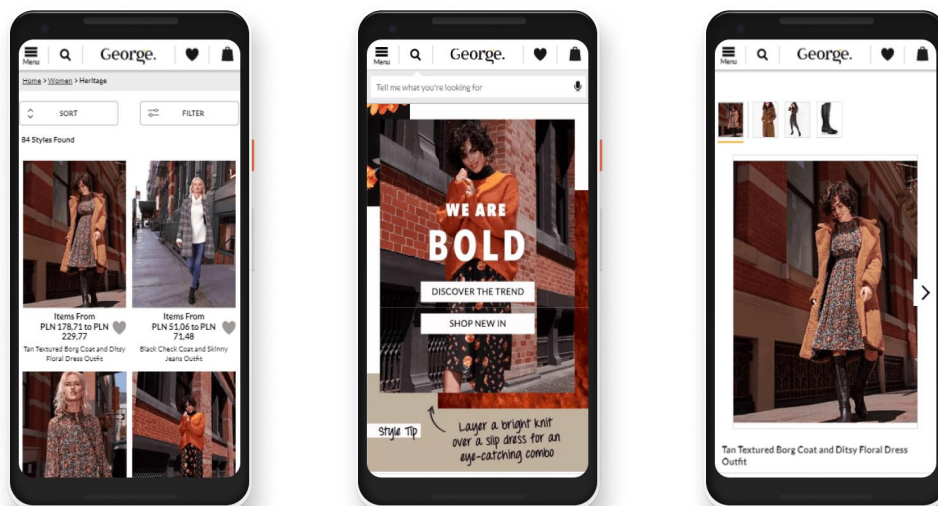 Menu
George.
Home > Women > Heritage
SORT
FILTER
84 Styles Found
Items From
PLN 178,71 to PLN
229,77
Tan Textured Borg Coat and Ditsy
Floral Dress Outfit
Items From
PLN 51,06 to PLN
71,48
Black Check Coat and Skinny
Jeans Outfit
Menu
George.
Tell me what you're looking for
WE ARE
BOLD
DISCOVER THE TREND
SHOP NEW IN
Style Tip
Layer a bright knit
over a slip dress for an
eye-catching combo
Menu
George.
Tan Textured Borg Coat and Ditsy Floral Dress
Outfit